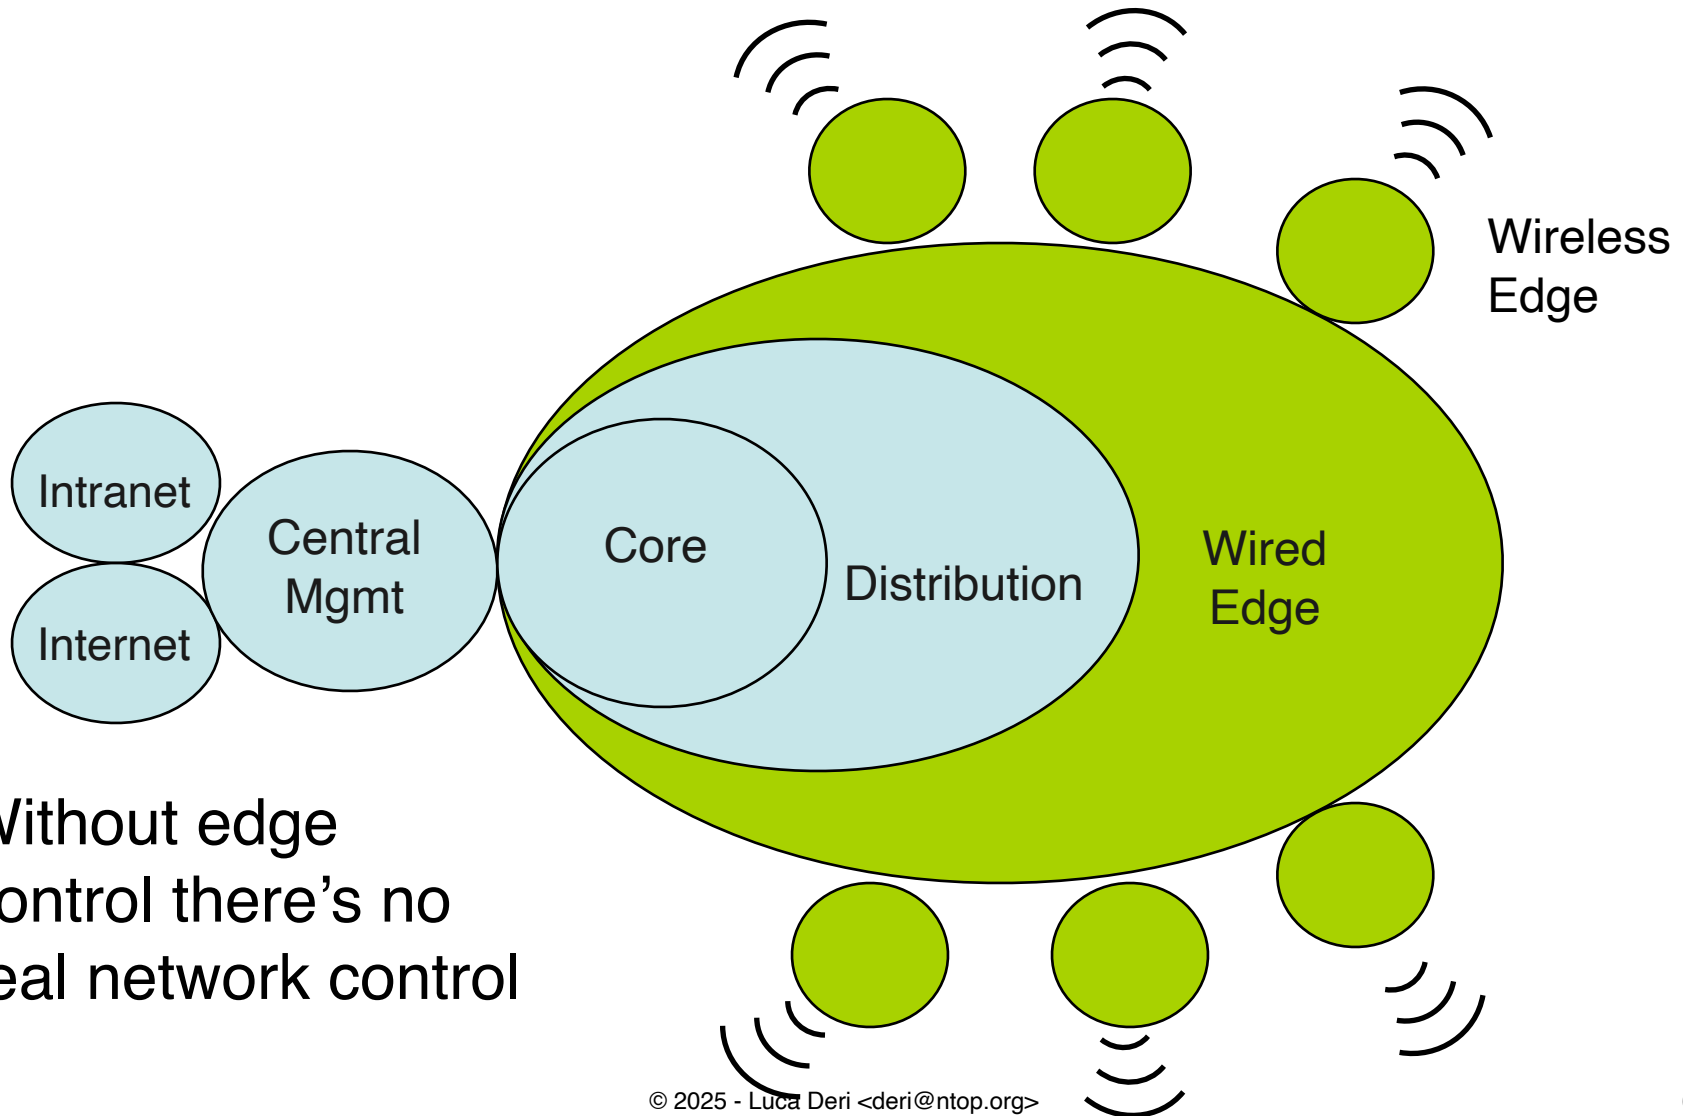 Wireless
Edge
Intranet
Central
Mgmt
Core
Distribution
Wired
Edge
Internet
Without edge
ontrol there's no
eal network control
© 2025 - Luca Deri <deri@ntop.org>